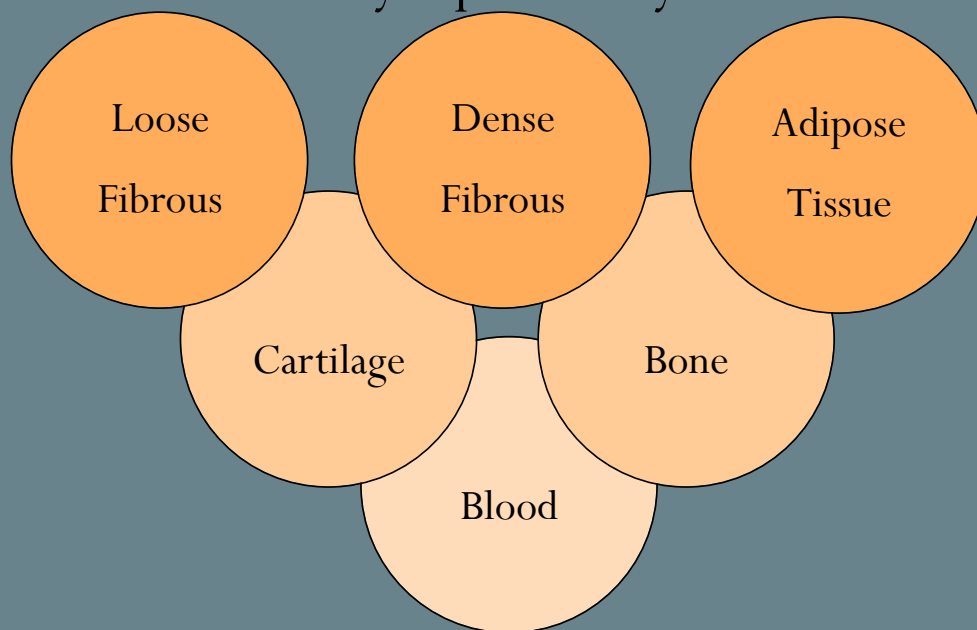 Loose
Fibrous
Dense
Fibrous
Adipose
Tissue
Cartilage
Bone
Blood